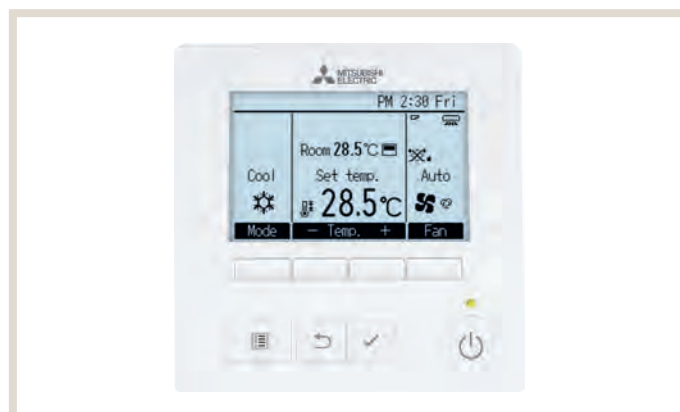 MITSUBISHI
ELECTRIC
PM 2:30 Fri
Room 28.5°C
Cool
Set temp.
Auto
28.5°C
Mode
— Temp. +
Fan